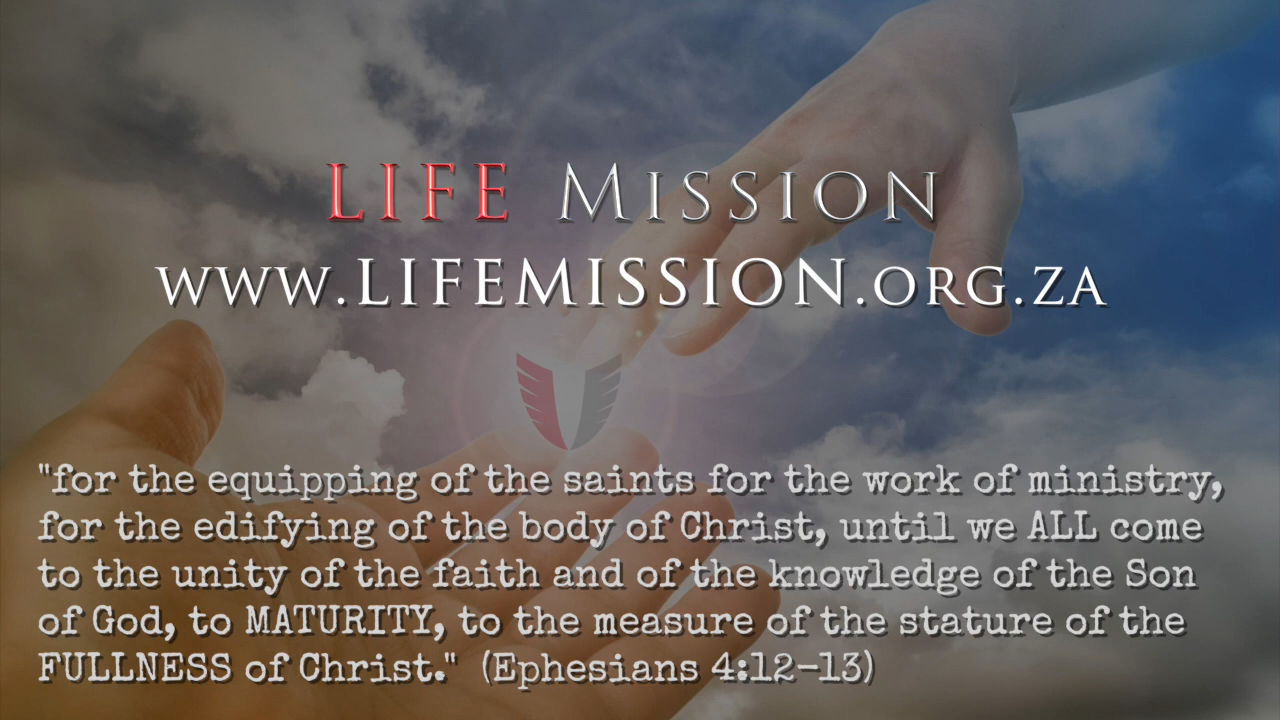 LIFE MISSION
WWW.LIFEMISSION.ORG.ZA
"for the equipping of the saints for the work of ministry,
for the edifying of the body of Christ, until we ALL come
to the unity of the faith and of the knowledge of the Son
of God, to MATURITY, to the measure of the stature of the
FULLNESS of Christ." (Ephesians 4:12-13)